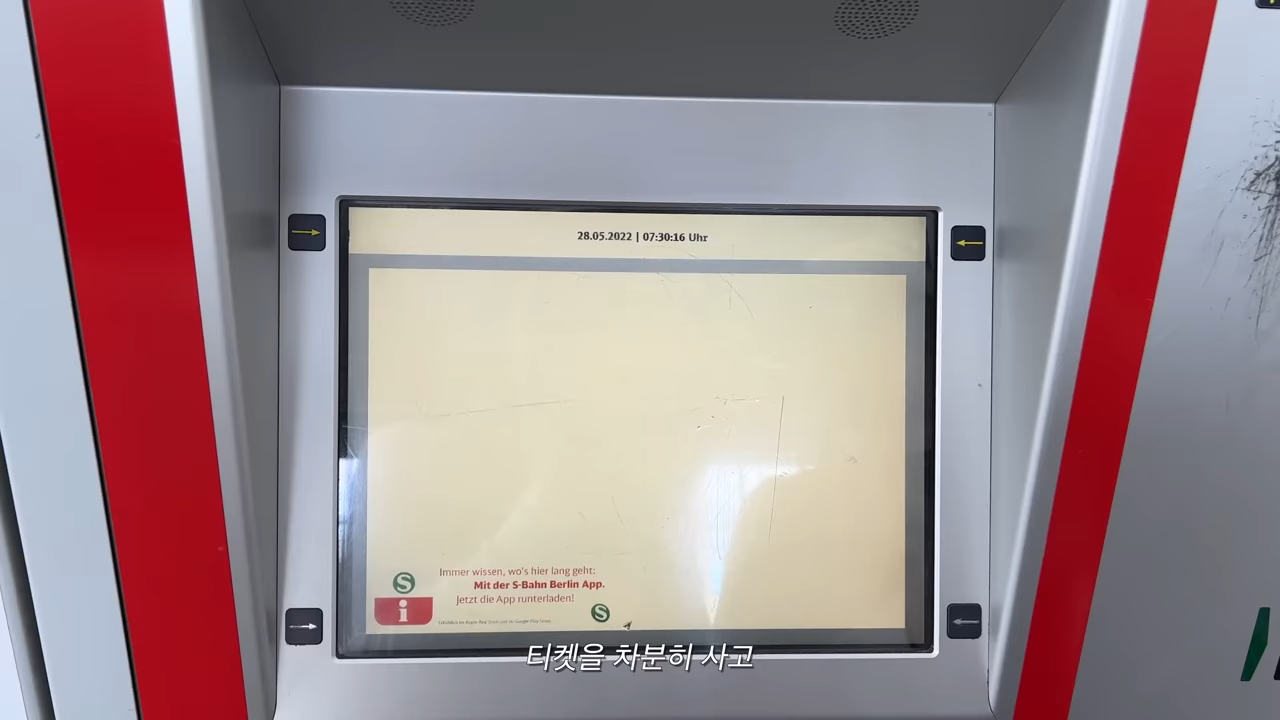 28.05.2022 | 07:30:16 Uhr
Immer wissen, wo's hier lang geht:
Mit der S-Bahn Berlin App.
Jetzt die App runterladen!
S
i
S
티켓을 차분히 사고